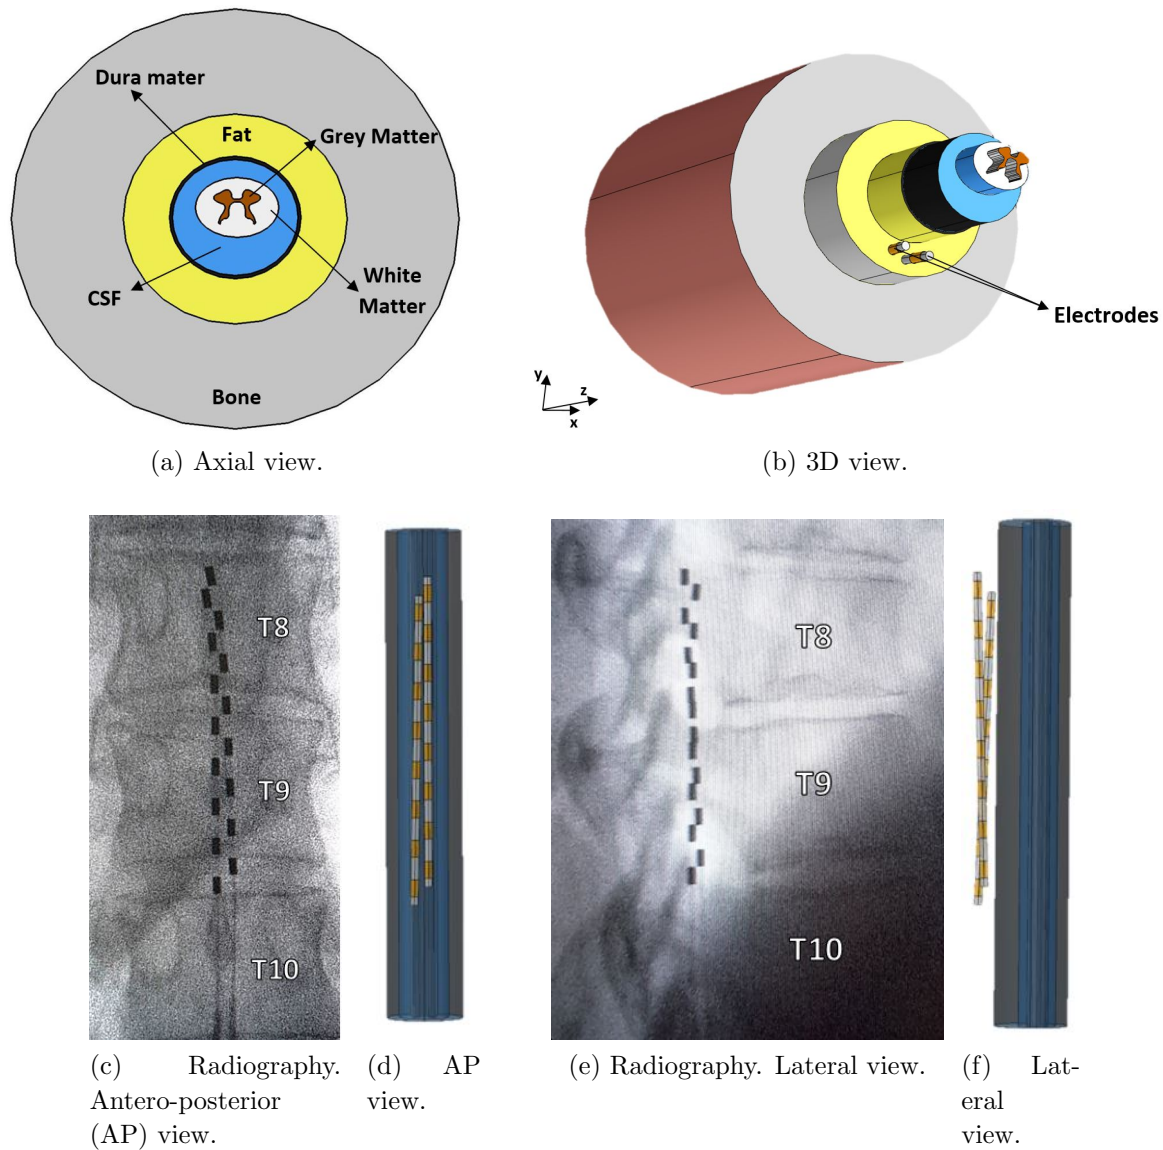 Dura mater
Fat
Grey Matter
CSF
White
Matter
Bone
(a) Axial view.
Electrodes
y
z
x
(b) 3D view.
T8
T9
T10
(c) Radiography.
Antero-posterior
(AP) view.
(d) AP
view.
T8
T9
T10
(e) Radiography. Lateral view.
(f) Lat-
eral
view.